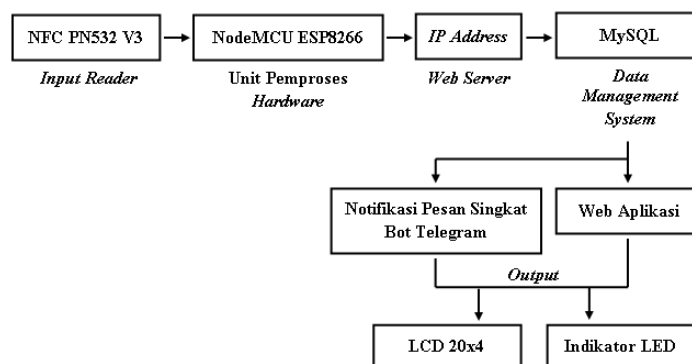 NFC PN532 V3
Input Reader
NodeMCU ESP8266
Unit Pemproses
Hardware
IP Address
Web Server
MySQL
Data
Management
System
Notifikasi Pesan Singkat
Bot Telegram
Web Aplikasi
Output
LCD 20x4
Indikator LED